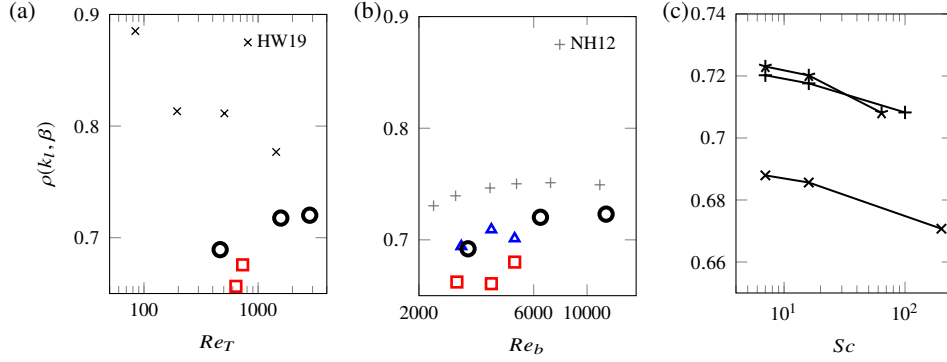 (a)
0.9
0.8
0.7
ρ(k_l, β)
HW19
100
1000
Re_T
(b)
0.9
0.8
0.7
NH12
2000
6000
10000
Re_b
(c)
0.74
0.72
0.7
0.68
0.66
10^1
10^2
Sc